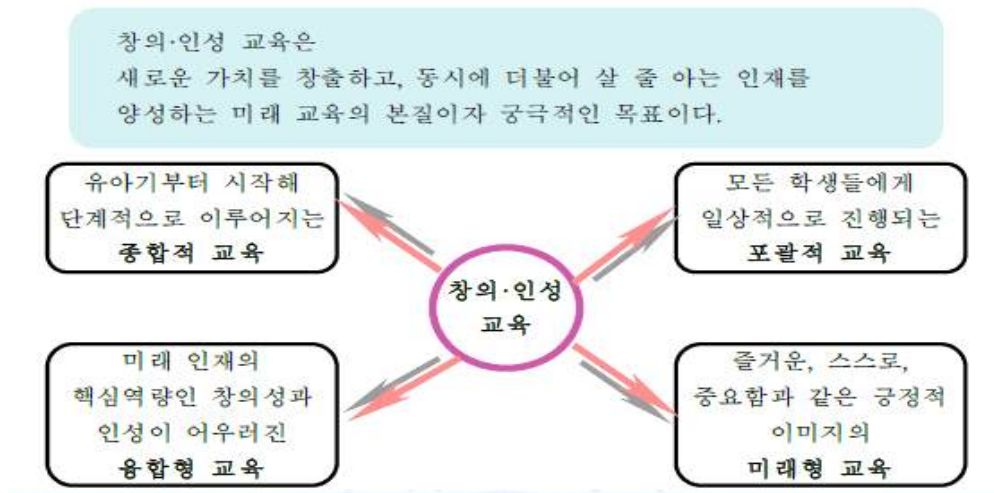 창의·인성 교육은
새로운 가치를 창출하고, 동시에 더불어 살 줄 아는 인재를
양성하는 미래 교육의 본질이자 궁극적인 목표이다.
유아기부터 시작해
단계적으로 이루어지는
종합적 교육
모든 학생들에게
일상적으로 진행되는
포괄적 교육
창의·인성
교육
미래 인재의
핵심역량인 창의성과
인성이 어우러진
융합형 교육
즐거운, 스스로,
중요함과 같은 긍정적
이미지의
미래형 교육